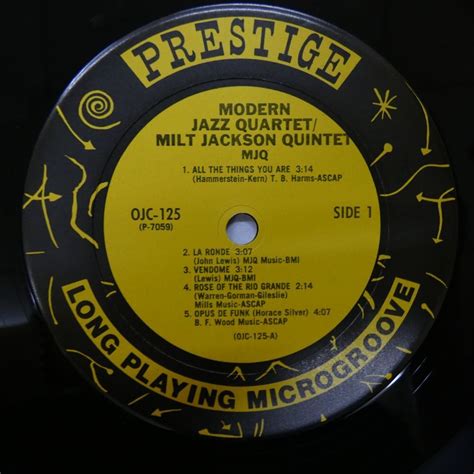 PRESTIGE
MODERN
JAZZ QUARTET/
MILT JACKSON QUINTET
MJQ
1. ALL THE THINGS YOU ARE 3:14
(Hammerstein-Kern) T. B. Harms-ASCAP
OJC-125
(P-7059)
SIDE 1
2. LA RONDE 3:07
(John Lewis) MJQ Music-BMI
3. VENDOME 3:12
(Lewis) MJQ-BMI
4. ROSE OF THE RIO GRANDE 2:14
(Warren-Gorman-Gileslie)
Mills Music-ASCAP
5. OPUS DE FUNK (Horace Silver) 4:07
B. F. Wood Music-ASCAP
(OJC-125-A)
LONG PLAYING MICROGROOVE